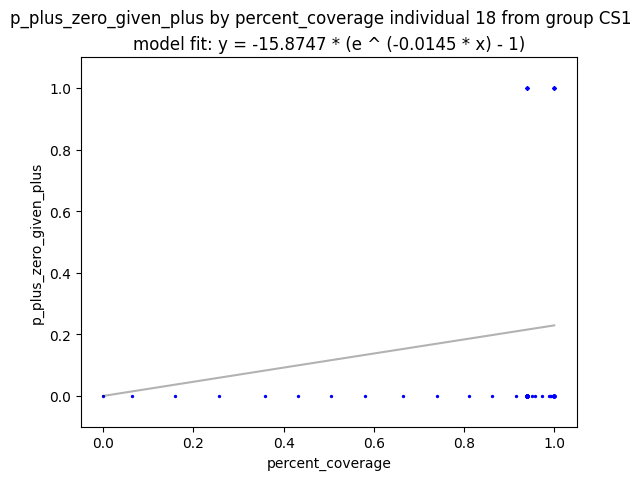 p_plus_zero_given_plus by percent_coverage individual 18 from group CS1
model fit: y = -15.8747 * (e ^ (-0.0145 * x) - 1)
p_plus_zero_given_plus
1.0
0.8
0.6
0.4
0.2
0.0
0.0 0.2 0.4 0.6 0.8 1.0
percent_coverage